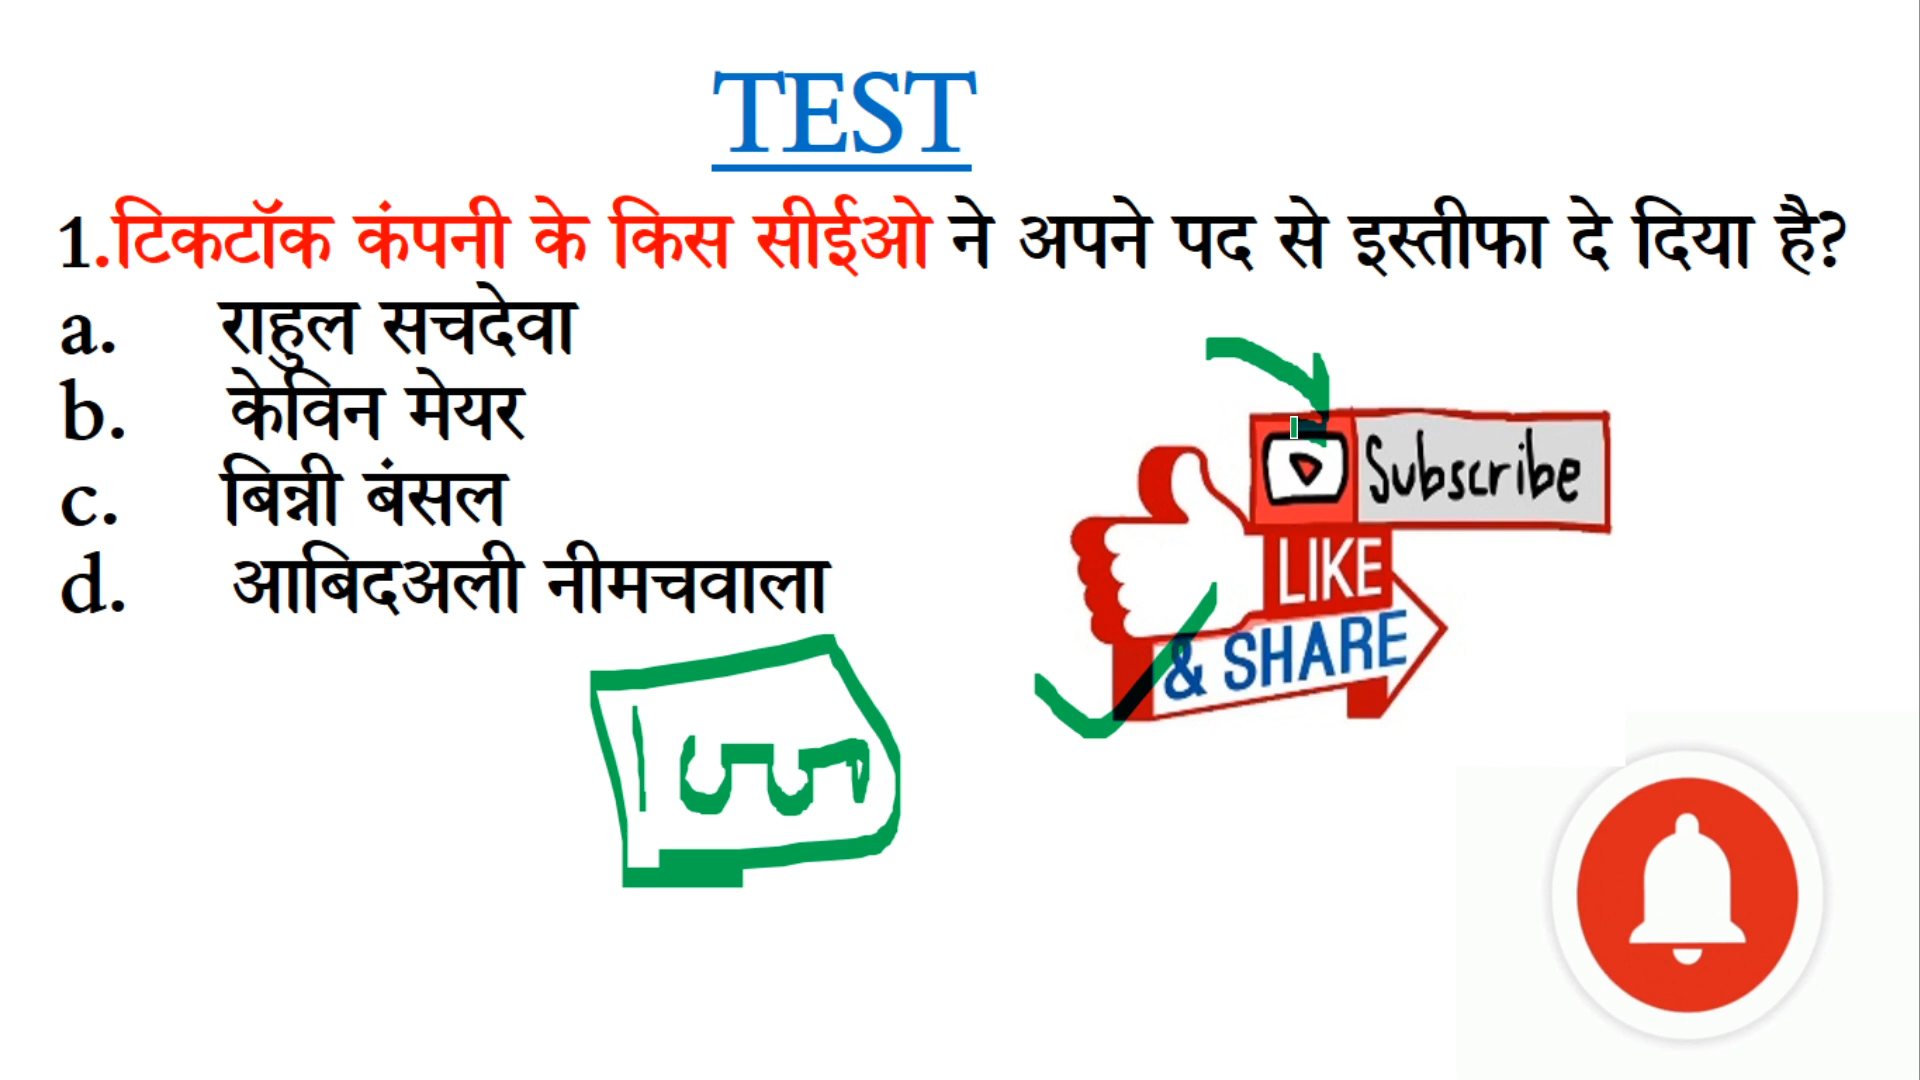 TEST
1.टिकटॉक कंपनी के किस सीईओ ने अपने पद से इस्तीफा दे दिया है?
a. राहुल सचदेवा
b. केविन मेयर
c. बिन्नी बंसल
d. आबिदअली नीमचवाला
Subscribe
LIKE
& SHARE